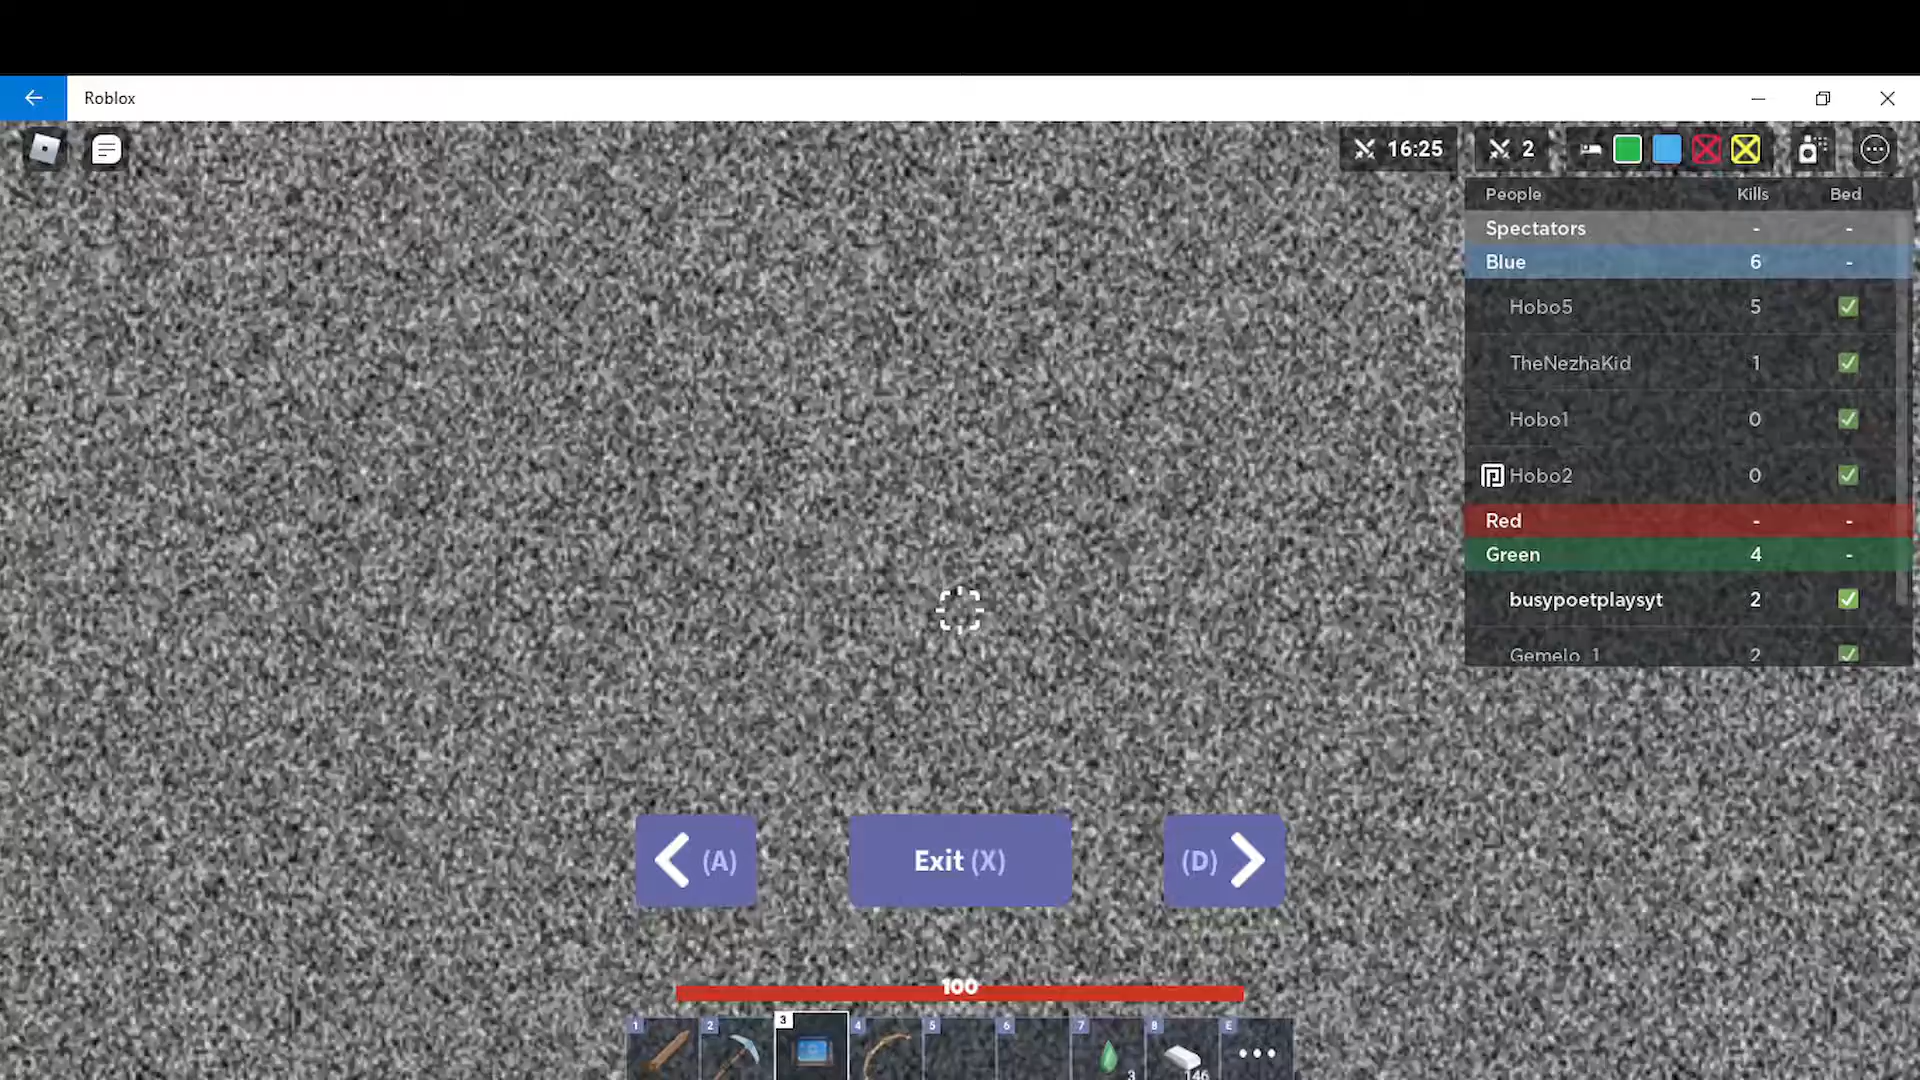 Roblox
16:25
2
People Kills Bed
Spectators - -
Blue 6 -
Hobo5 5
TheNezhaKid 1
Hobo1 0
Hobo2 0
Red - -
Green 4 -
busypoetplaysyt 2
Gemelo_1 2
(A)
Exit (X)
(D)
100
1 2 3 4 5 6 7 8 E
3 146